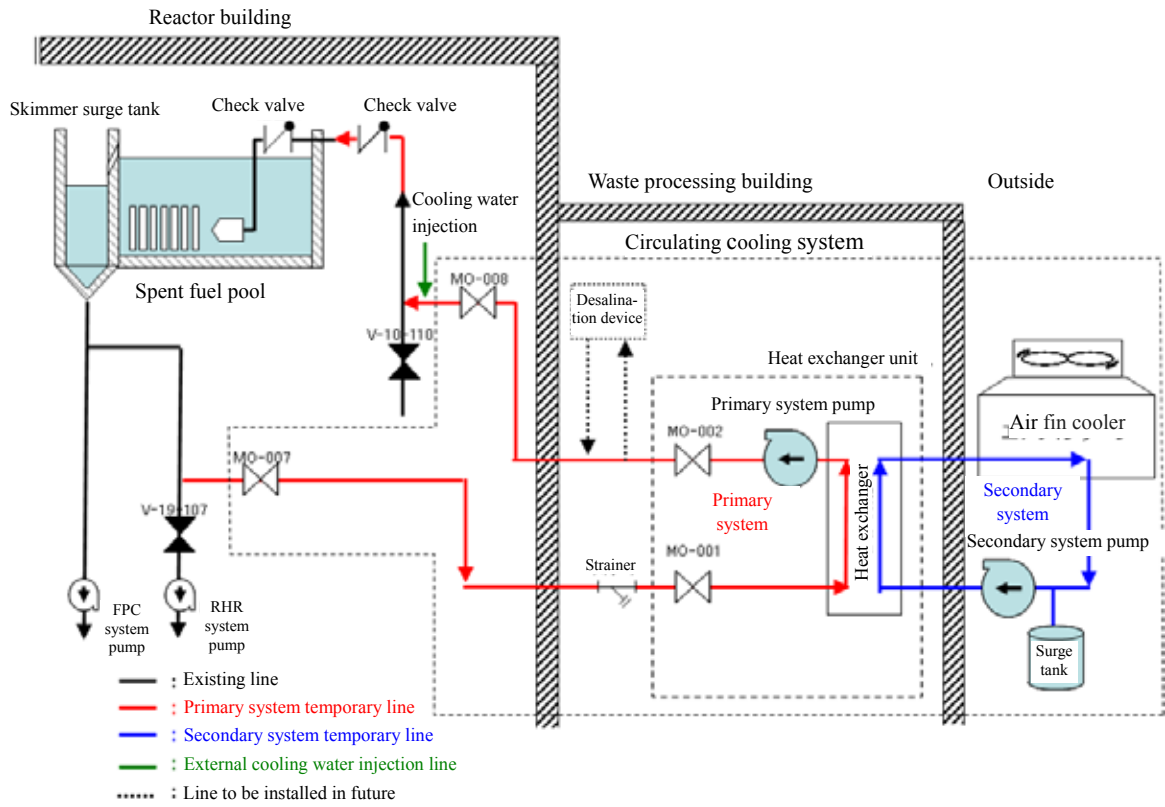 Reactor building
Skimmer surge tank
Check valve
Check valve
Cooling water
injection
Waste processing building
Outside
Circulating cooling system
Spent fuel pool
MO-008
Desalina-
tion device
V-10-110
Heat exchanger unit
Primary system pump
Air fin cooler
MO-002
MO-007
Primary
system
Heat exchanger
Secondary
system
V-19-107
Secondary system pump
Strainer
MO-001
FPC
system
pump
RHR
system
pump
Surge
tank
: Existing line
: Primary system temporary line
: Secondary system temporary line
: External cooling water injection line
: Line to be installed in future